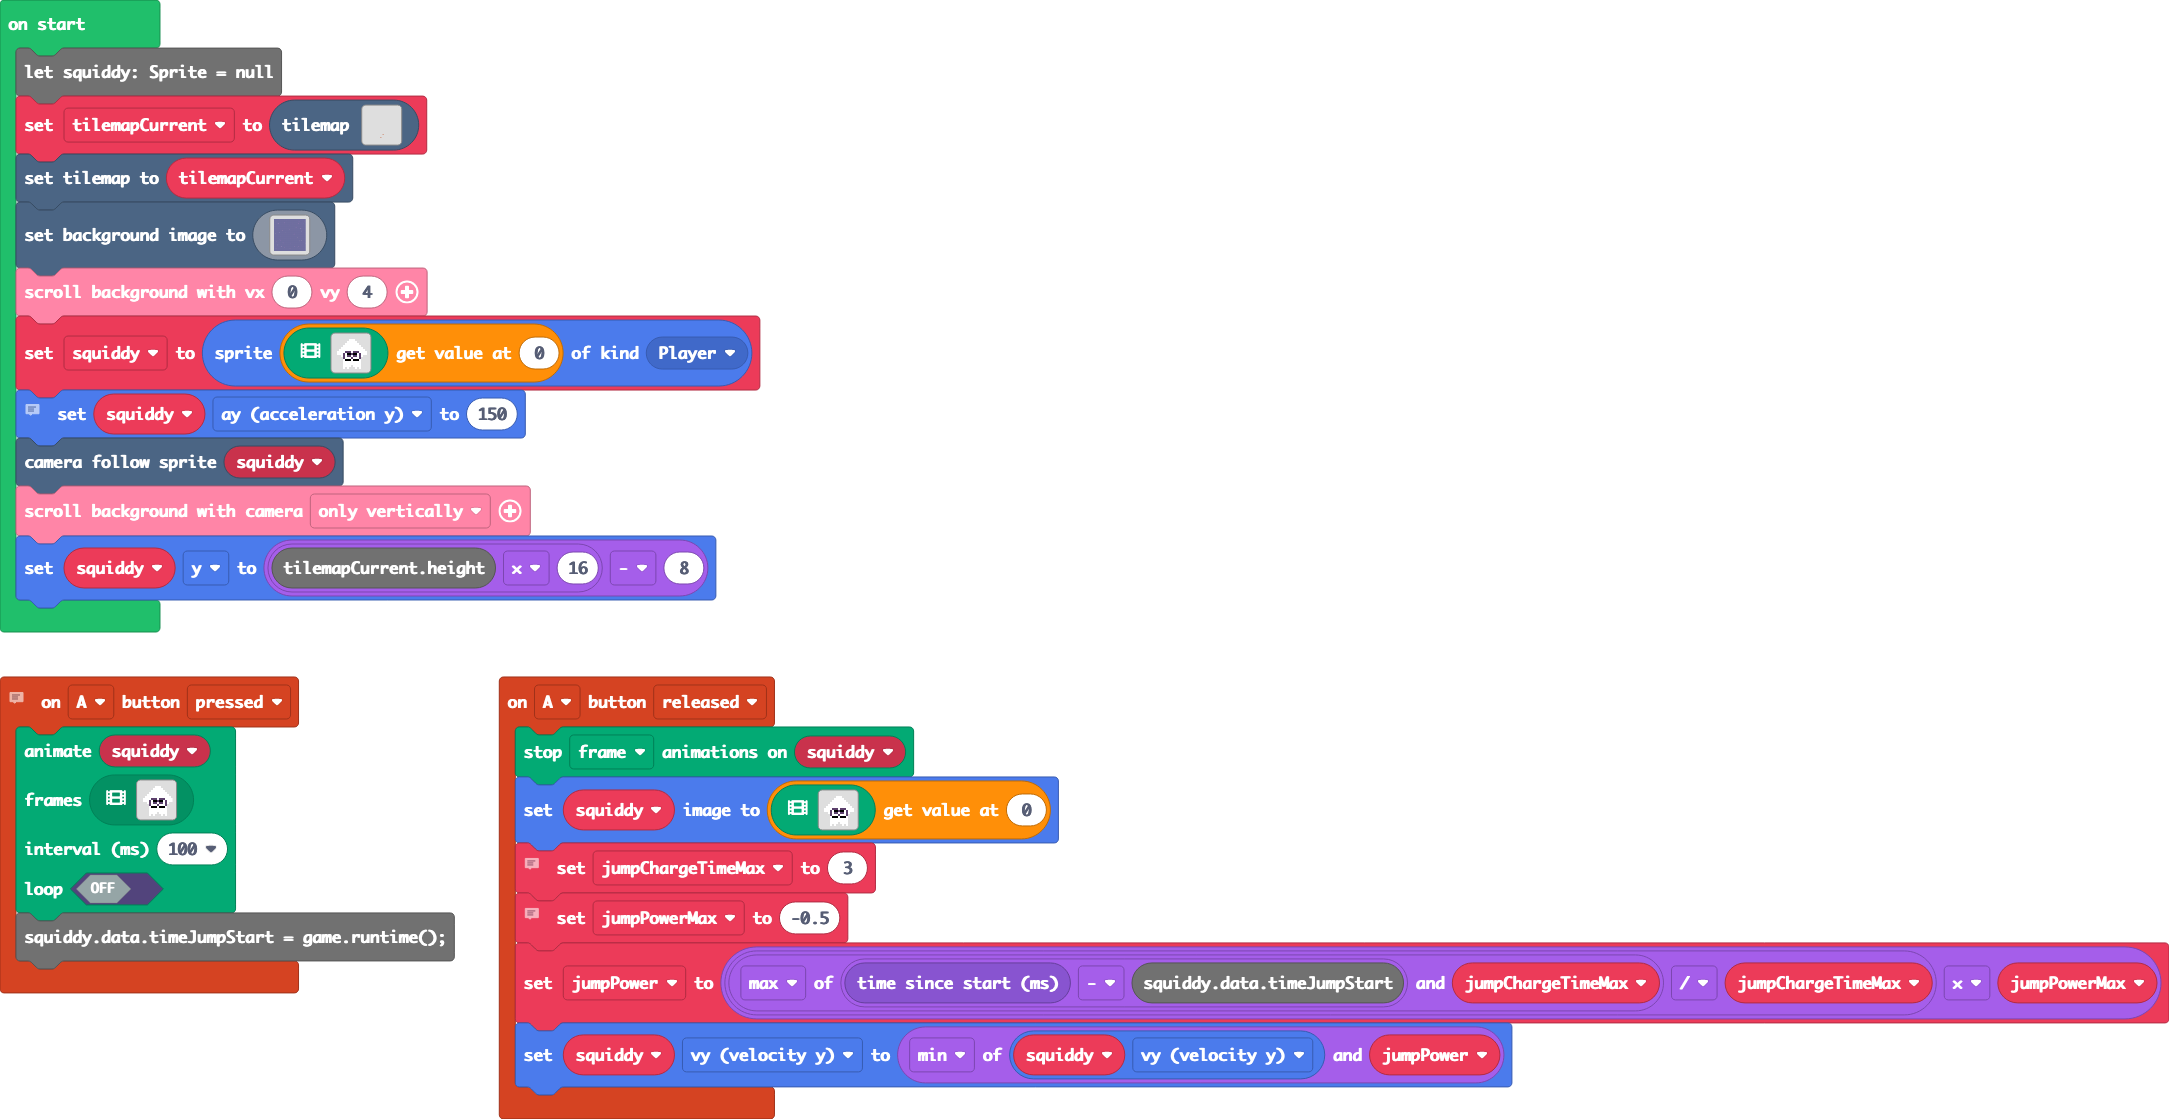 on start
let squiddy: Sprite = null
set tilemapCurrent to tilemap
set tilemap to tilemapCurrent
set background image to
scroll background with vx 0 vy 4
set squiddy to sprite get value at 0 of kind Player
set squiddy ay (acceleration y) to 150
camera follow sprite squiddy
scroll background with camera only vertically
set squiddy y to tilemapCurrent.height x 16 - 8
on A button pressed
animate squiddy
frames
interval (ms) 100
loop OFF
squiddy.data.timeJumpStart = game.runtime();
on A button released
stop frame animations on squiddy
set squiddy image to get value at 0
set jumpChargeTimeMax to 3
set jumpPowerMax to -0.5
set jumpPower to max of time since start (ms) - squiddy.data.timeJumpStart and jumpChargeTimeMax / jumpChargeTimeMax x jumpPowerMax
set squiddy vy (velocity y) to min of squiddy vy (velocity y) and jumpPower